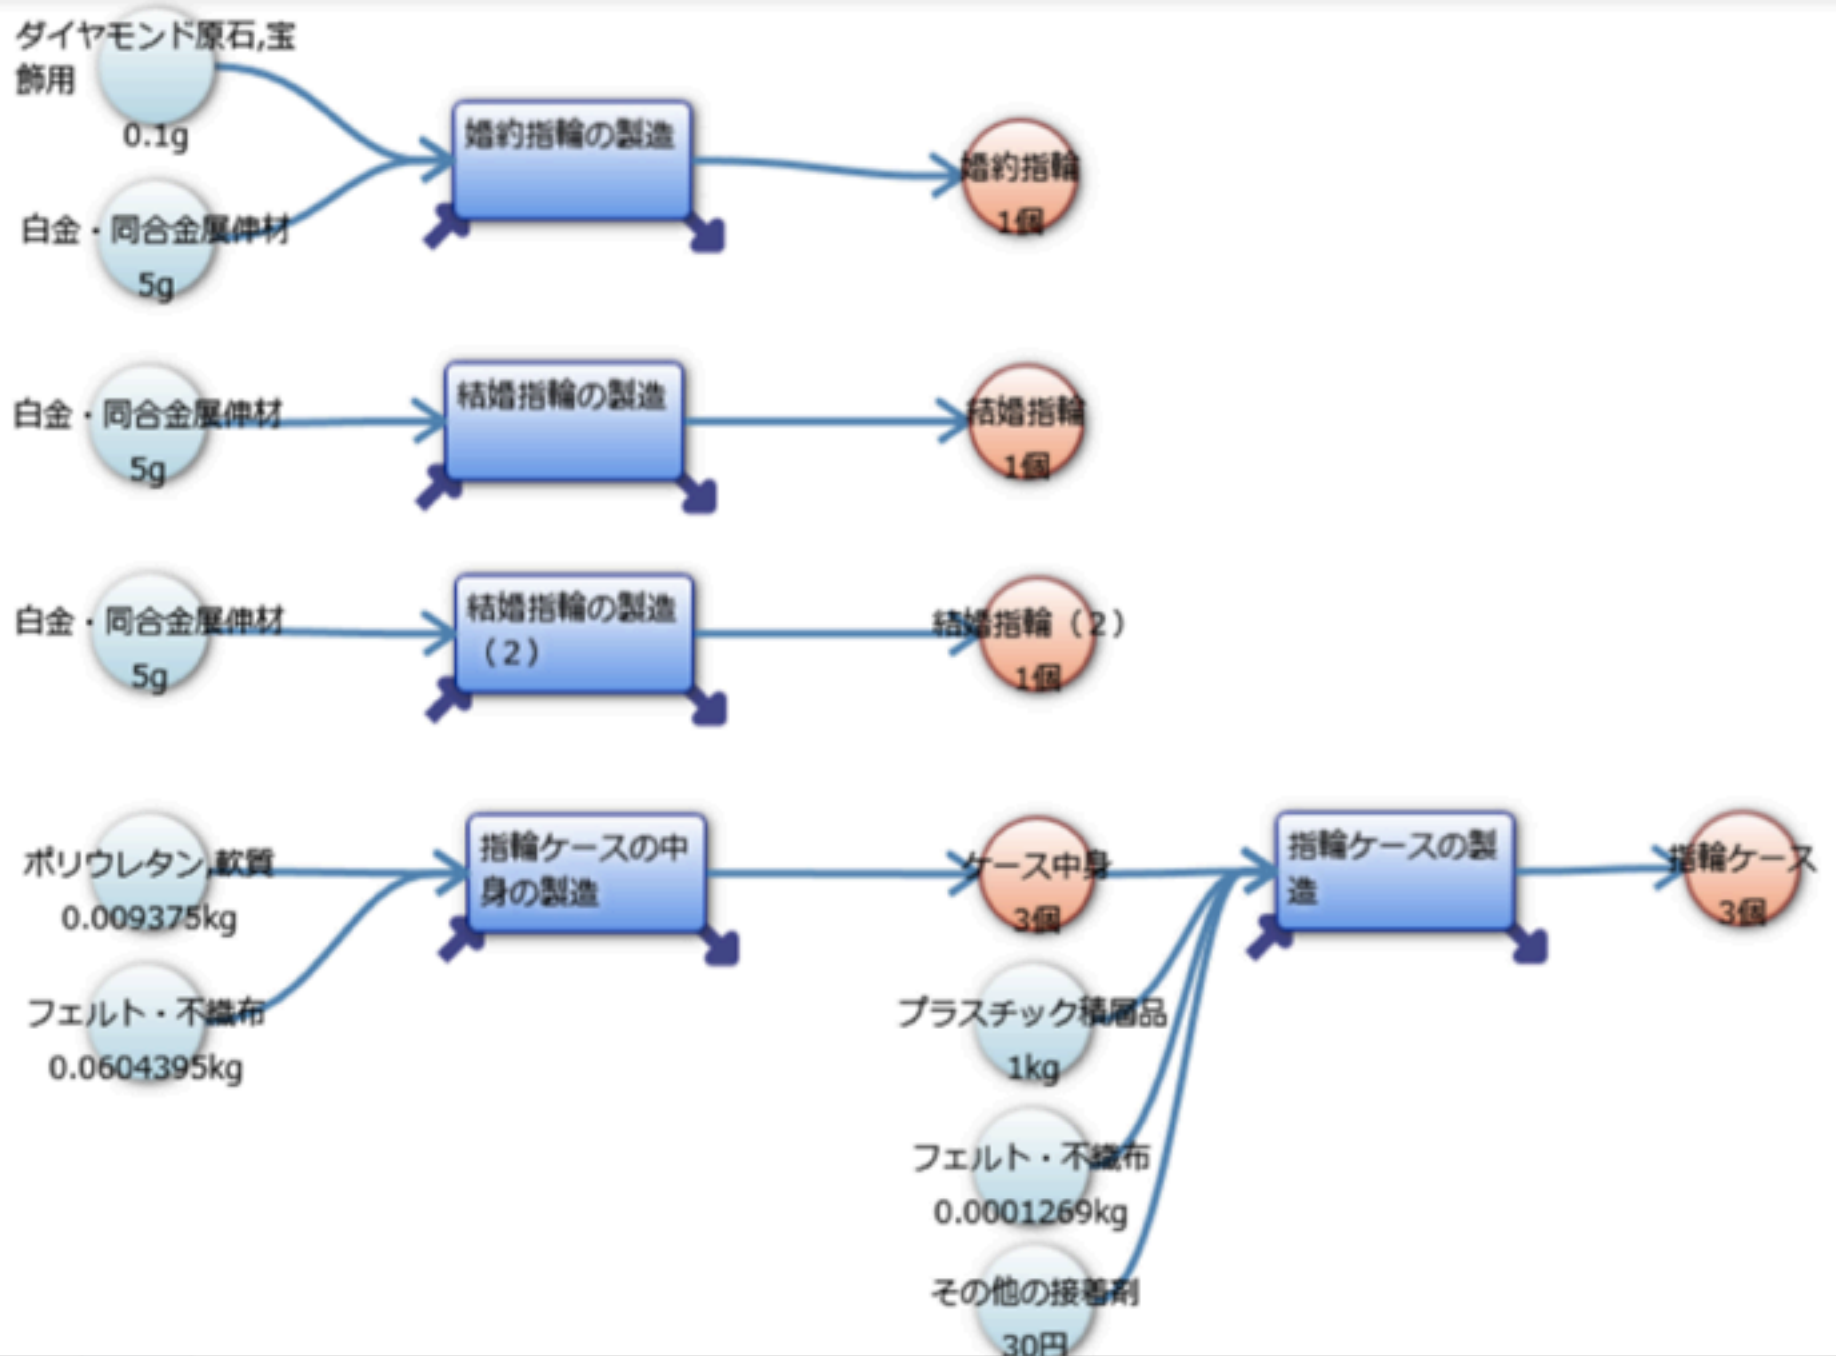 ダイヤモンド原石,宝
飾用
0.1g
白金・同合金展伸材
5g
婚約指輪の製造
婚約指輪
1個
白金・同合金展伸材
5g
結婚指輪の製造
結婚指輪
1個
白金・同合金展伸材
5g
結婚指輪の製造
（２）
結婚指輪（２）
1個
ポリウレタン,軟質
0.009375kg
フェルト・不織布
0.0604395kg
指輪ケースの中
身の製造
ケース中身
3個
プラスチック積層品
1kg
フェルト・不織布
0.0001269kg
その他の接着剤
30円
指輪ケースの製
造
指輪ケース
3個